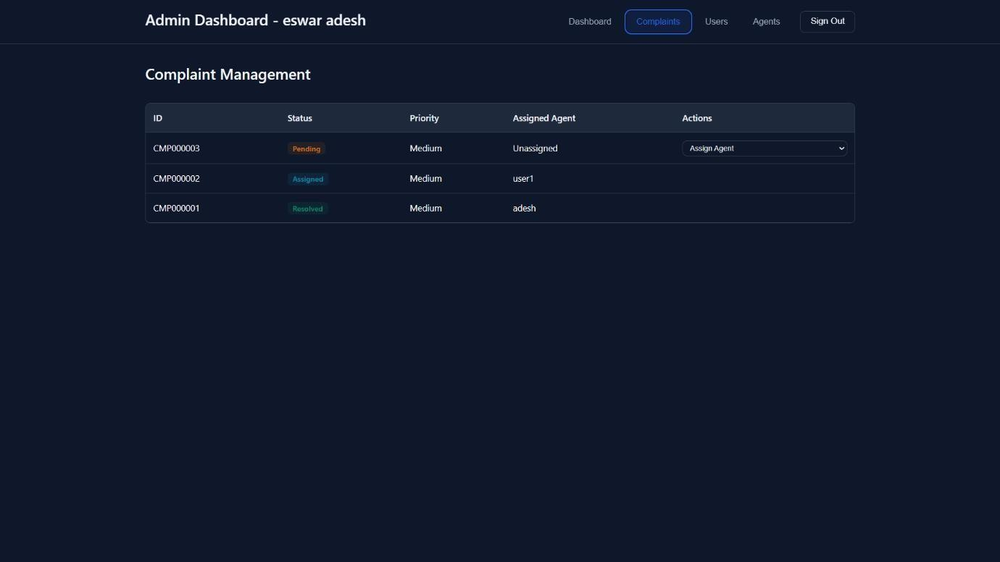 Admin Dashboard - eswar adesh
Dashboard Complaints Users Agents Sign Out
Complaint Management
ID Status Priority Assigned Agent Actions
CMP000003 Pending Medium Unassigned Assign Agent
CMP000002 Assigned Medium user1
CMP000001 Resolved Medium adesh